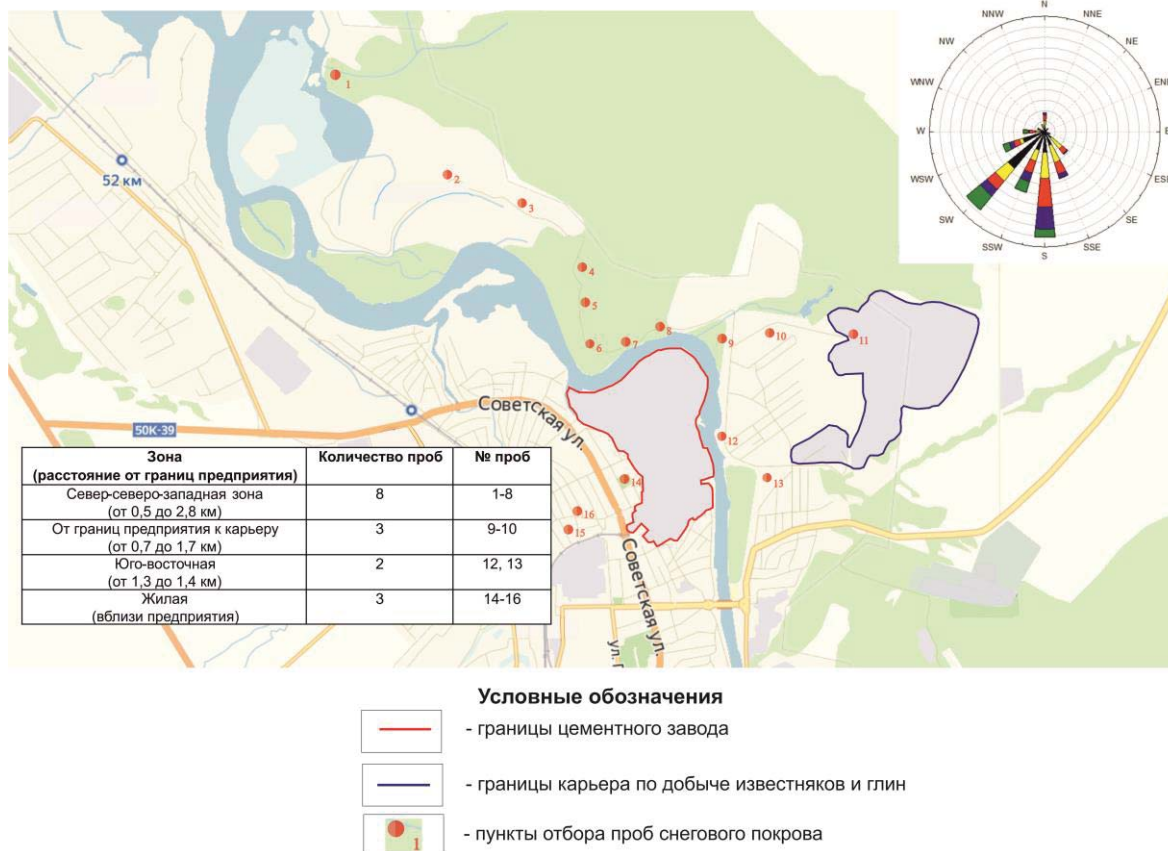 N
NNW
NNE
NW
NE
WNW
ENE
W
E
WSW
ESE
SW
SE
SSW
SSE
S
1
52 км
2
3
4
5
6
7
8
9
10
11
12
13
14
15
16
50К-39
Советская ул.
Советская ул.
Зона
(расстояние от границ предприятия)
Количество проб
№ проб
Север-северо-западная зона
(от 0,5 до 2,8 км)
8
1-8
От границ предприятия к карьеру
(от 0,7 до 1,7 км)
3
9-10
Юго-восточная
(от 1,3 до 1,4 км)
2
12, 13
Жилая
(вблизи предприятия)
3
14-16
Условные обозначения
- границы цементного завода
- границы карьера по добыче известняков и глин
1
- пункты отбора проб снегового покрова